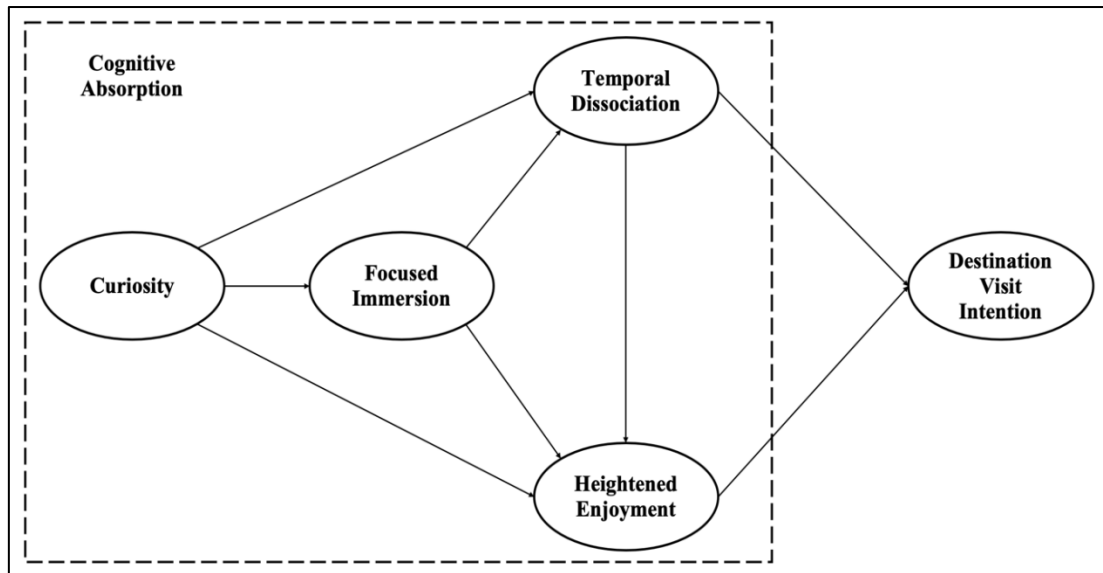 Cognitive
Absorption
Temporal
Dissociation
Curiosity
Focused
Immersion
Destination
Visit
Intention
Heightened
Enjoyment